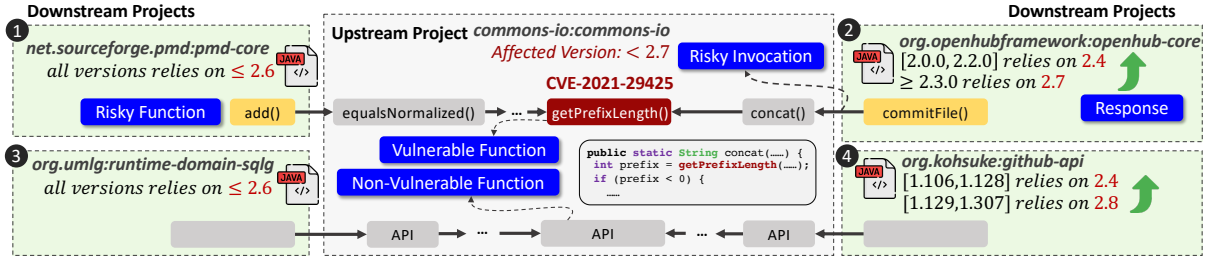 Downstream Projects
1
net.sourceforge.pmd:pmd-core
all versions relies on ≤ 2.6
JAVA
</>
Risky Function
add()
3
org.umlg:runtime-domain-sqlg
all versions relies on ≤ 2.6
JAVA
</>
Upstream Project commons-io:commons-io
Affected Version: < 2.7
Risky Invocation
CVE-2021-29425
equalsNormalized()
...
getPrefixLength()
concat()
Vulnerable Function
Non-Vulnerable Function
public static String concat(……) {
int prefix = getPrefixLength(……);
if (prefix < 0) {
……
API
...
API
...
API
Downstream Projects
2
org.openhubframework:openhub-core
JAVA
</>
[2.0.0, 2.2.0] relies on 2.4
≥ 2.3.0 relies on 2.7
Response
commitFile()
4
org.kohsuke:github-api
JAVA
</>
[1.106,1.128] relies on 2.4
[1.129,1.307] relies on 2.8